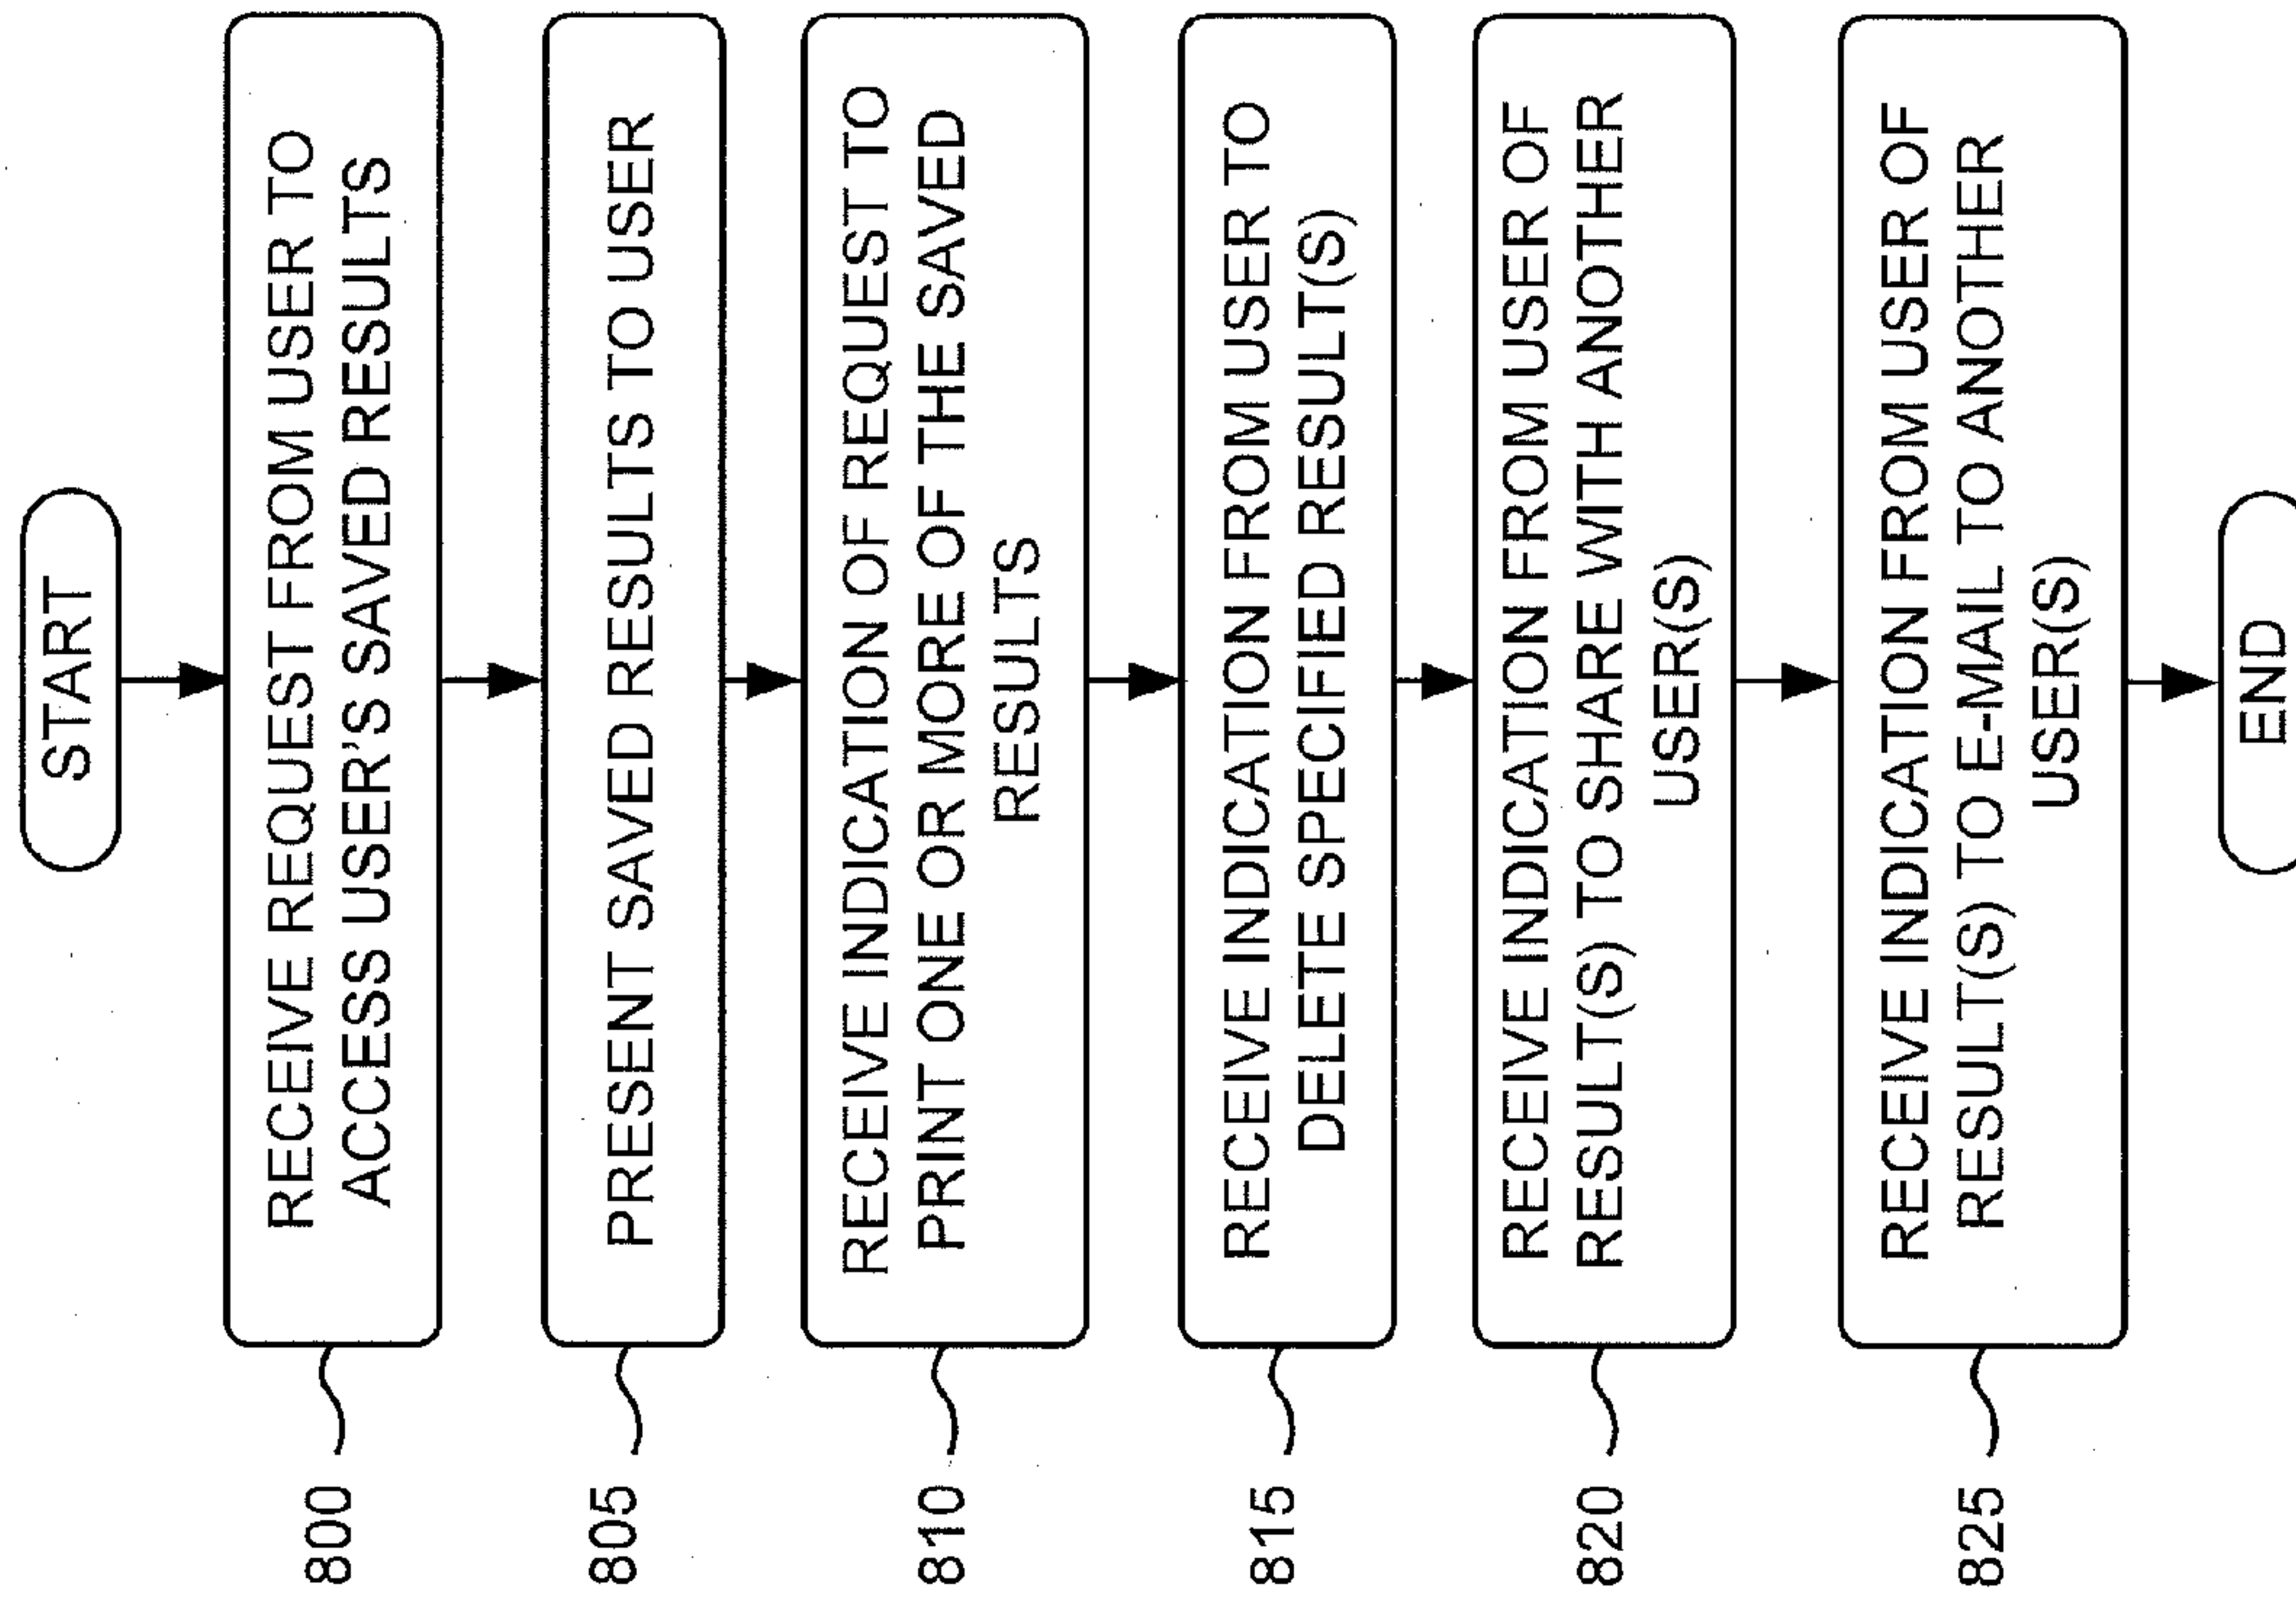 START
800
RECEIVE REQUEST FROM USER TO
ACCESS USER'S SAVED RESULTS
805
PRESENT SAVED RESULTS TO USER
810
RECEIVE INDICATION OF REQUEST TO
PRINT ONE OR MORE OF THE SAVED
RESULTS
815
RECEIVE INDICATION FROM USER TO
DELETE SPECIFIED RESULT(S)
820
RECEIVE INDICATION FROM USER OF
RESULT(S) TO SHARE WITH ANOTHER
USER(S)
825
RECEIVE INDICATION FROM USER OF
RESULT(S) TO E-MAIL TO ANOTHER
USER(S)
END